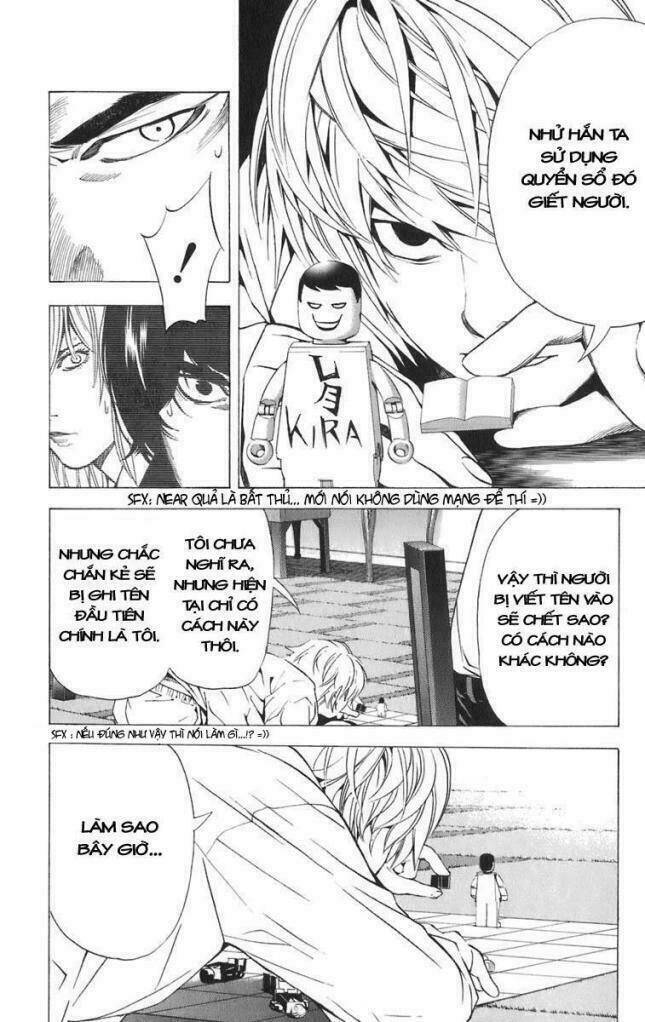 NHỬ HẮN TA
SỬ DỤNG
QUYỂN SỔ ĐÓ
GIẾT NGƯỜI.
!
L
月
KiRA
SFX: NEAR QUẢ LÀ BẤT THỦ... MỚI NÓI KHÔNG DÙNG MẠNG ĐỂ THÍ =))
VẬY THÌ NGƯỜI
BỊ VIẾT TÊN VÀO
SẼ CHẾT SAO?
CÓ CÁCH NÀO
KHÁC KHÔNG?
TÔI CHƯA
NGHĨ RA,
NHƯNG HIỆN
TẠI CHỈ CÓ
CÁCH NÀY
THÔI.
NHƯNG CHẮC
CHẮN KẺ SẼ
BỊ GHI TÊN
ĐẦU TIÊN
CHÍNH LÀ TÔI.
SFX : NẾU ĐÚNG NHƯ VẬY THÌ NÓI LÀM GÌ...!? =))
LÀM SAO
BÂY GIỜ...